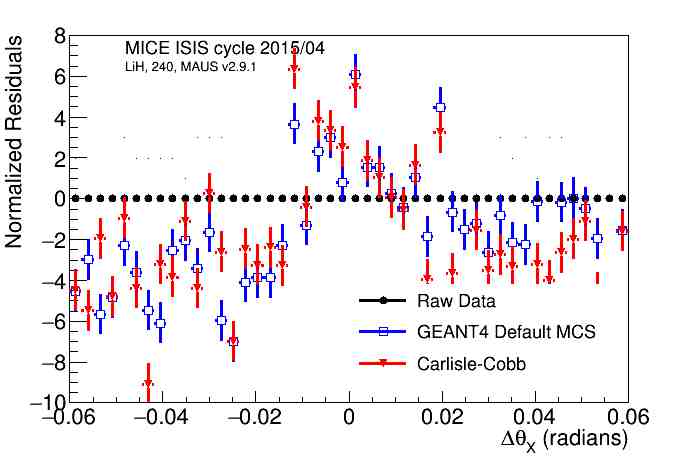 MICE ISIS cycle 2015/04
LiH, 240, MAUS v2.9.1
Normalized Residuals
8
6
4
2
0
−2
−4
−6
−8
−10
Raw Data
GEANT4 Default MCS
Carlisle-Cobb
−0.06 −0.04 −0.02 0 0.02 0.04 0.06
Δθ_X (radians)